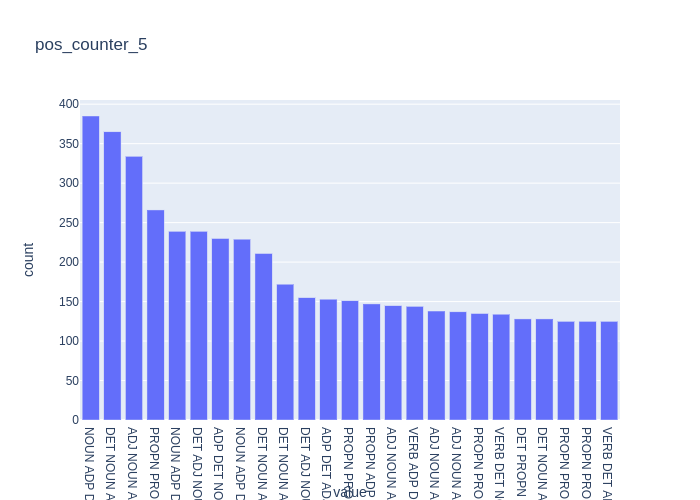 pos_counter_5
400
350
300
250
200
150
100
50
0
count
NOUN ADP D
DET NOUN A
ADJ NOUN A
PROPN PRO
NOUN ADP D
DET ADJ NOU
ADP DET NO
NOUN ADP D
DET NOUN A
DET NOUN A
DET ADJ NOU
ADP DET AD
PROPN PRO
PROPN ADP
ADJ NOUN A
VERB ADP D
ADJ NOUN A
ADJ NOUN A
PROPN PRO
VERB DET N
DET PROPN
DET NOUN A
PROPN PRO
PROPN PRO
VERB DET A
value